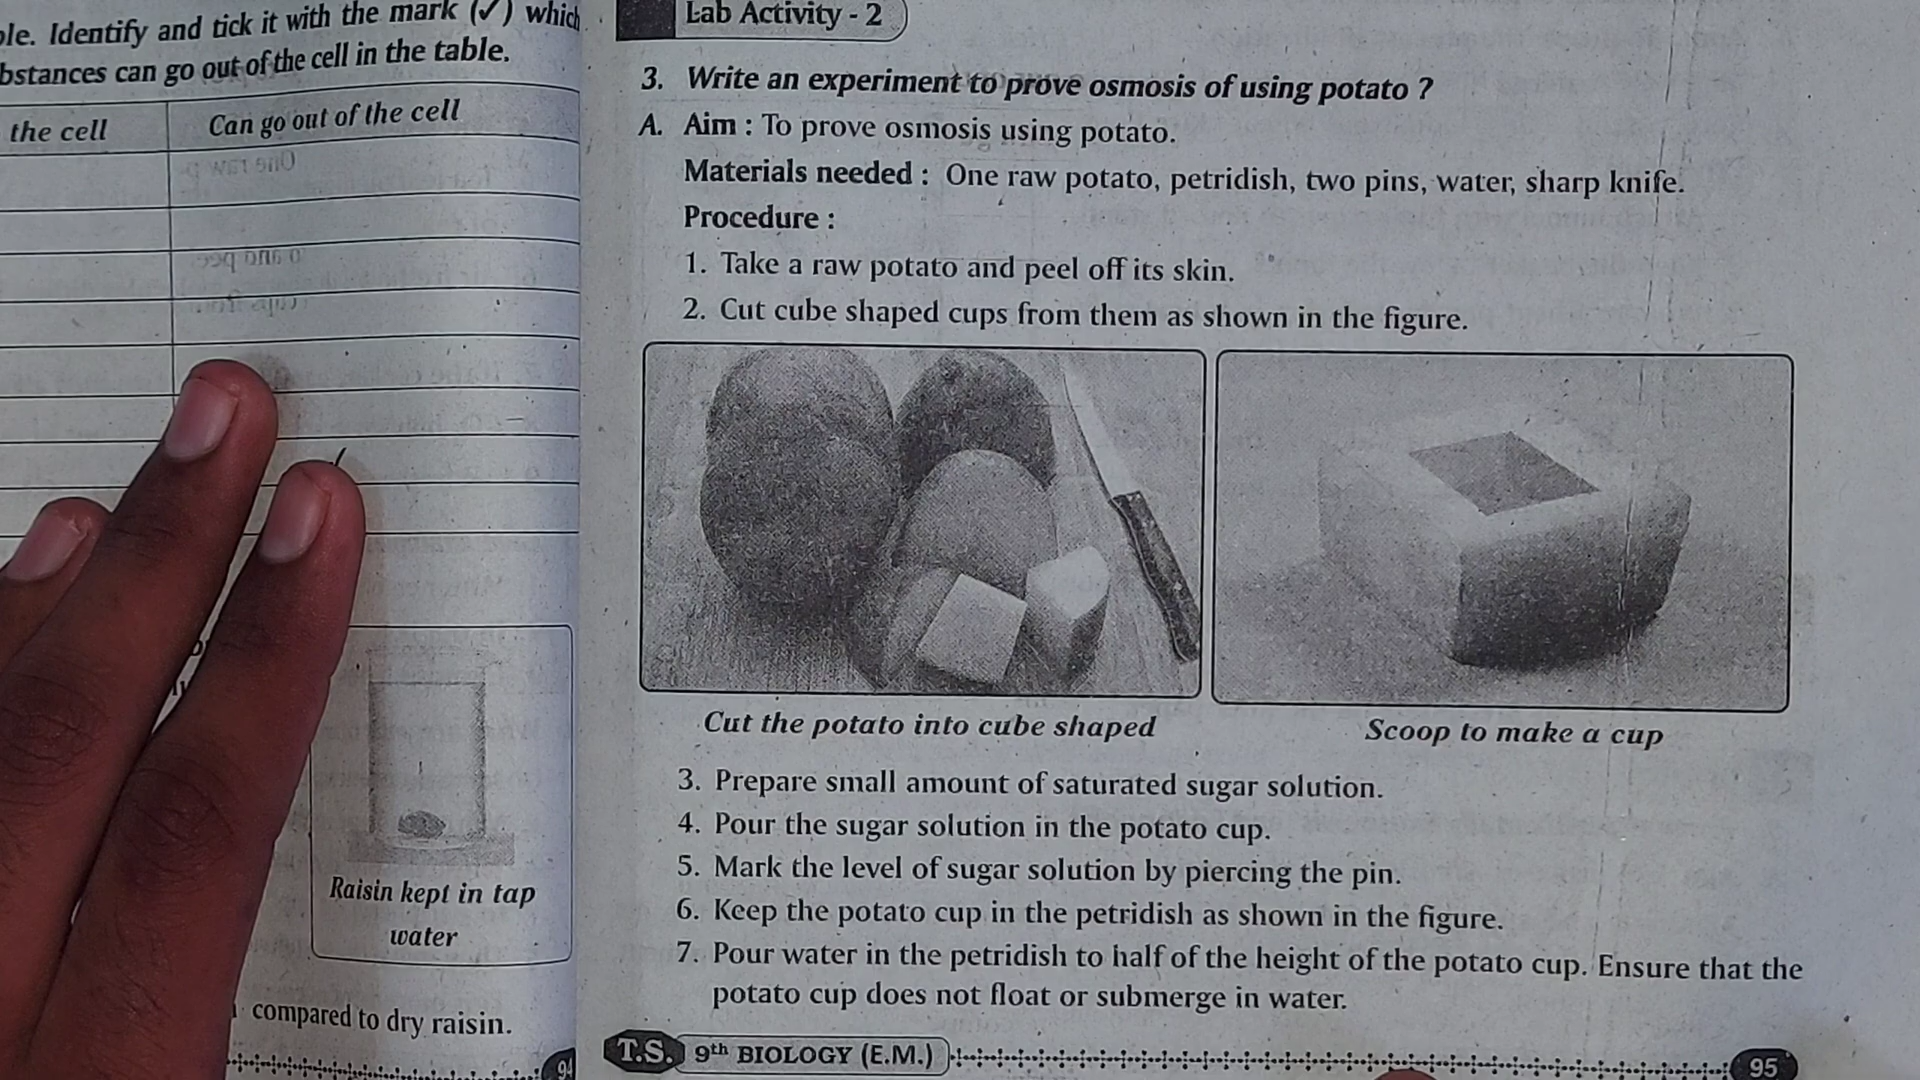 ble. Identify and tick it with the mark (✓) which
bstances can go out of the cell in the table.
the cell
Can go out of the cell
Raisin kept in tap
water
compared to dry raisin.
94
Lab Activity - 2
3. Write an experiment to prove osmosis of using potato ?
A. Aim : To prove osmosis using potato.
Materials needed : One raw potato, petridish, two pins, water, sharp knife.
Procedure :
1. Take a raw potato and peel off its skin.
2. Cut cube shaped cups from them as shown in the figure.
Cut the potato into cube shaped
Scoop to make a cup
3. Prepare small amount of saturated sugar solution.
4. Pour the sugar solution in the potato cup.
5. Mark the level of sugar solution by piercing the pin.
6. Keep the potato cup in the petridish as shown in the figure.
7. Pour water in the petridish to half of the height of the potato cup. Ensure that the
potato cup does not float or submerge in water.
T.S. 9th BIOLOGY (E.M.)
95